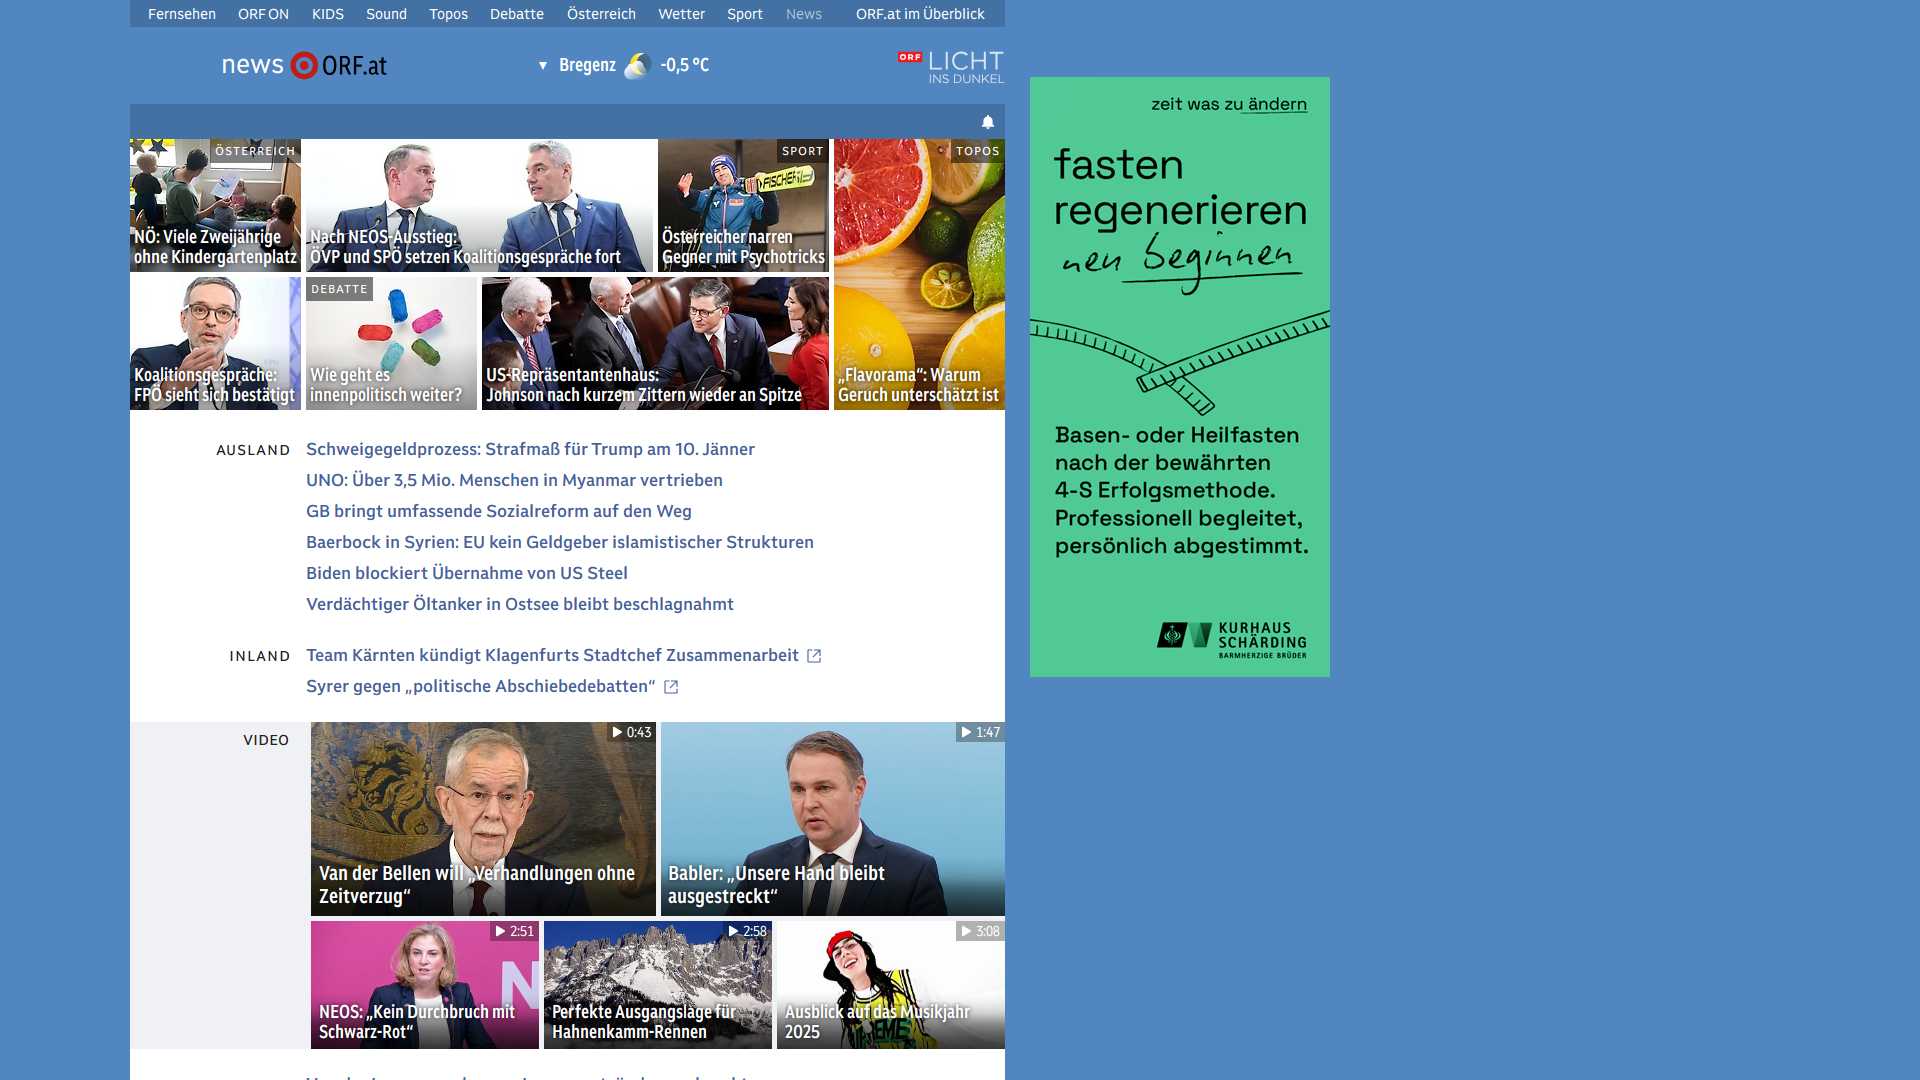 Fernsehen ORF ON KIDS Sound Topos Debatte Österreich Wetter Sport News ORF.at im Überblick
news ORF.at
Bregenz -0,5 °C
ORF LICHT
INS DUNKEL
ÖSTERREICH
NÖ: Viele Zweijährige
ohne Kindergartenplatz
Nach NEOS-Ausstieg:
ÖVP und SPÖ setzen Koalitionsgespräche fort
SPORT
Österreicher narren
Gegner mit Psychotricks
TOPOS
„Flavorama“: Warum
Geruch unterschätzt ist
Koalitionsgespräche:
FPÖ sieht sich bestätigt
DEBATTE
Wie geht es
innenpolitisch weiter?
US-Repräsentantenhaus:
Johnson nach kurzem Zittern wieder an Spitze
AUSLAND
Schweigegeldprozess: Strafmaß für Trump am 10. Jänner
UNO: Über 3,5 Mio. Menschen in Myanmar vertrieben
GB bringt umfassende Sozialreform auf den Weg
Baerbock in Syrien: EU kein Geldgeber islamistischer Strukturen
Biden blockiert Übernahme von US Steel
Verdächtiger Öltanker in Ostsee bleibt beschlagnahmt
INLAND
Team Kärnten kündigt Klagenfurts Stadtchef Zusammenarbeit
Syrer gegen „politische Abschiebedebatten“
VIDEO
0:43
Van der Bellen will „Verhandlungen ohne
Zeitverzug“
1:47
Babler: „Unsere Hand bleibt
ausgestreckt“
2:51
NEOS: „Kein Durchbruch mit
Schwarz-Rot“
2:58
Perfekte Ausgangslage für
Hahnenkamm-Rennen
3:08
Ausblick auf das Musikjahr
2025
zeit was zu ändern
fasten
regenerieren
neu beginnen
Basen- oder Heilfasten
nach der bewährten
4-S Erfolgsmethode.
Professionell begleitet,
persönlich abgestimmt.
KURHAUS
SCHÄRDING
BARMHERZIGE BRÜDER